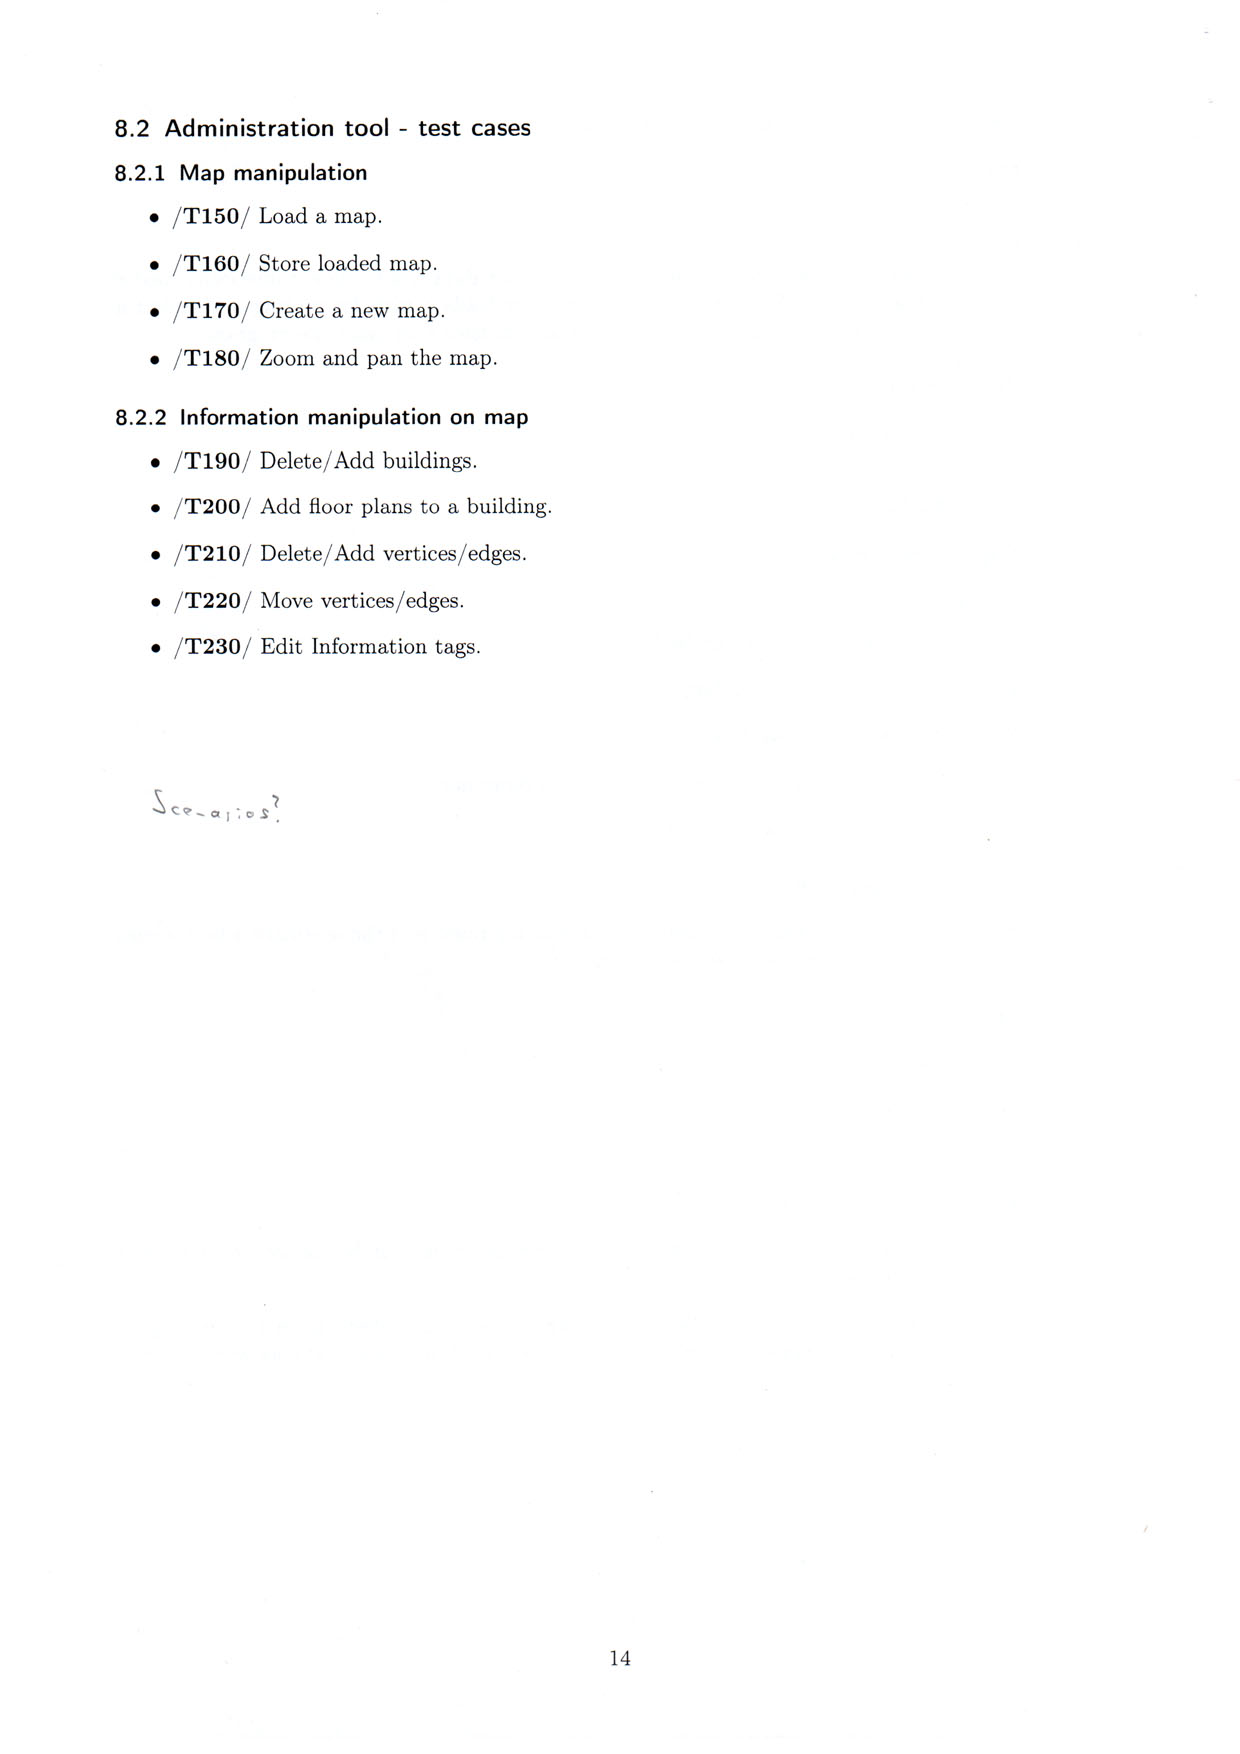 8.2 Administration tool - test cases
8.2.1 Map manipulation
• /T150/ Load a map.
• /T160/ Store loaded map.
• /T170/ Create a new map.
• /T180/ Zoom and pan the map.
8.2.2 Information manipulation on map
• /T190/ Delete/Add buildings.
• /T200/ Add floor plans to a building.
• /T210/ Delete/Add vertices/edges.
• /T220/ Move vertices/edges.
• /T230/ Edit Information tags.
Scenarios?
14